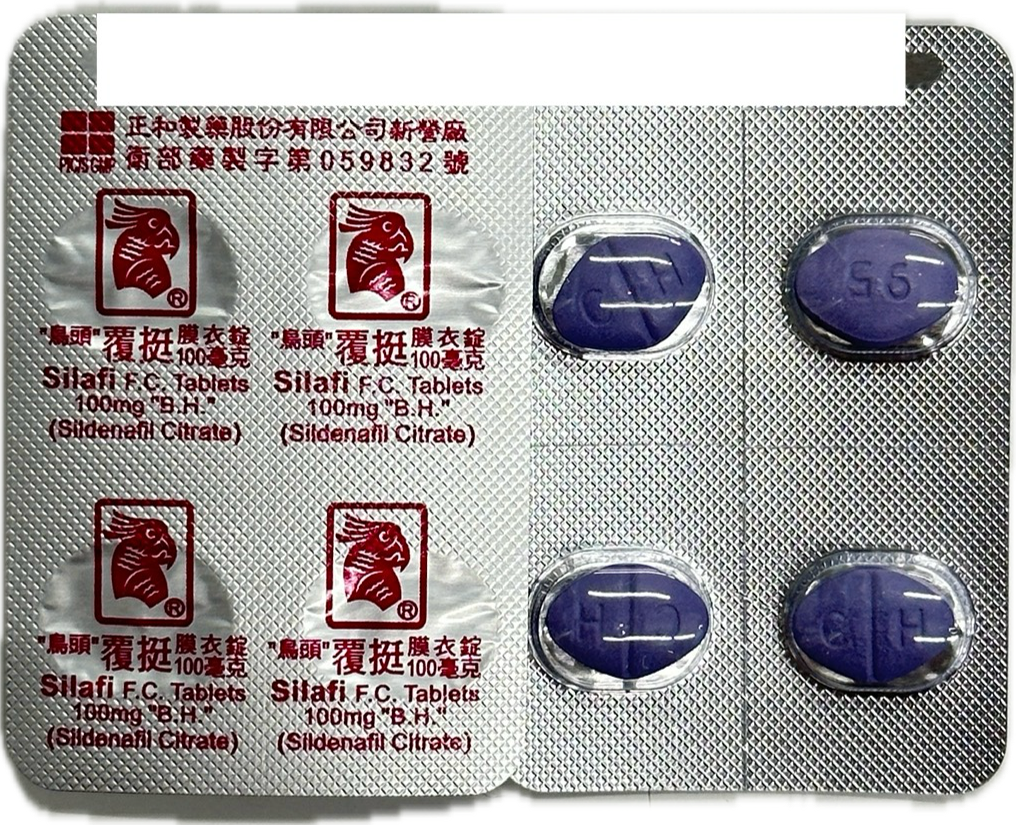 正和製藥股份有限公司新營廠
PIC/S GMP 衛部藥製字第059832號
®
®
"鳥頭"覆挺膜衣錠100毫克
Silafi F.C. Tablets
100mg "B.H."
(Sildenafil Citrate)
"鳥頭"覆挺膜衣錠100毫克
Silafi F.C. Tablets
100mg "B.H."
(Sildenafil Citrate)
®
®
"鳥頭"覆挺膜衣錠100毫克
Silafi F.C. Tablets
100mg "B.H."
(Sildenafil Citrate)
"鳥頭"覆挺膜衣錠100毫克
Silafi F.C. Tablets
100mg "B.H."
(Sildenafil Citrate)
H
H
H